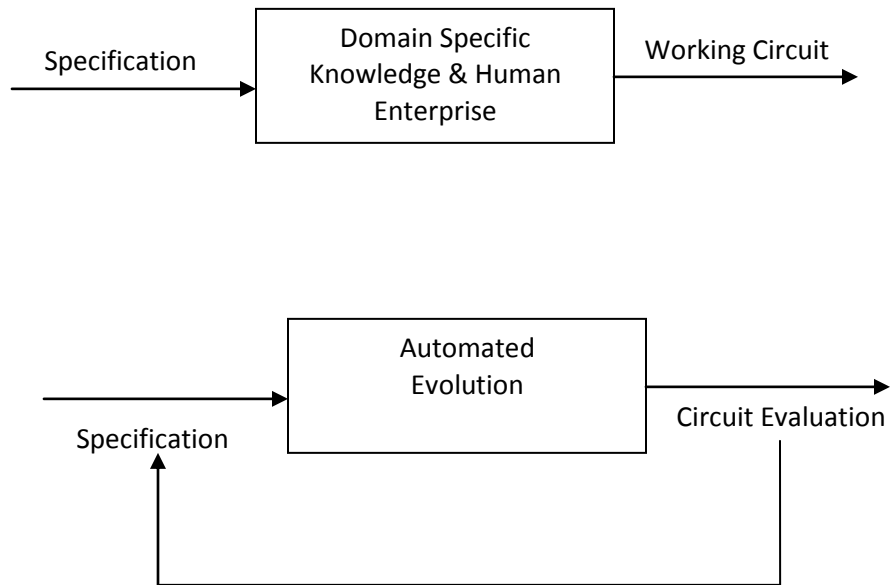 Specification
Domain Specific
Knowledge & Human
Enterprise
Working Circuit
Automated
Evolution
Specification
Circuit Evaluation